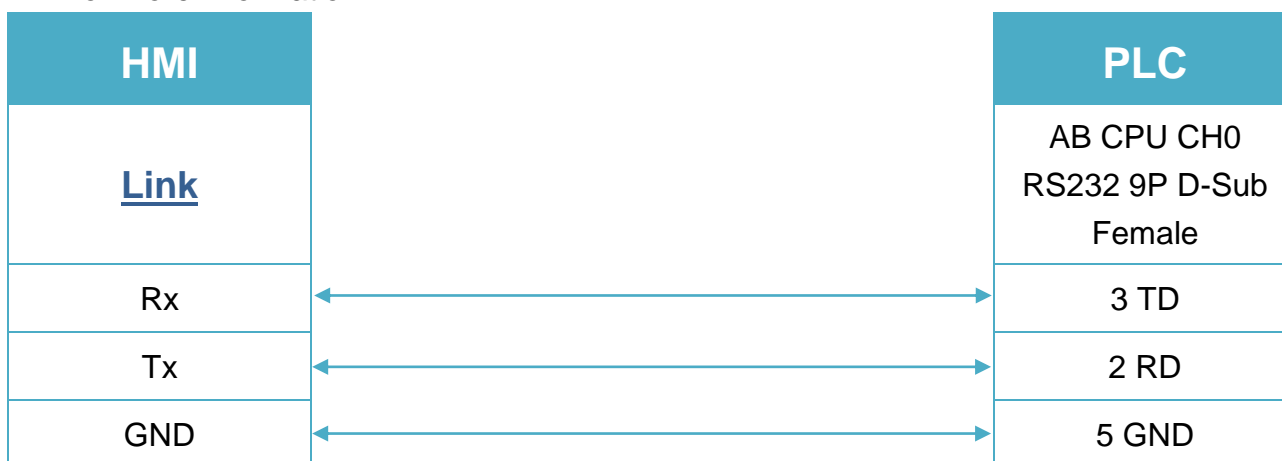 HMI
PLC
Link
AB CPU CH0
RS232 9P D-Sub
Female
Rx
3 TD
Tx
2 RD
GND
5 GND